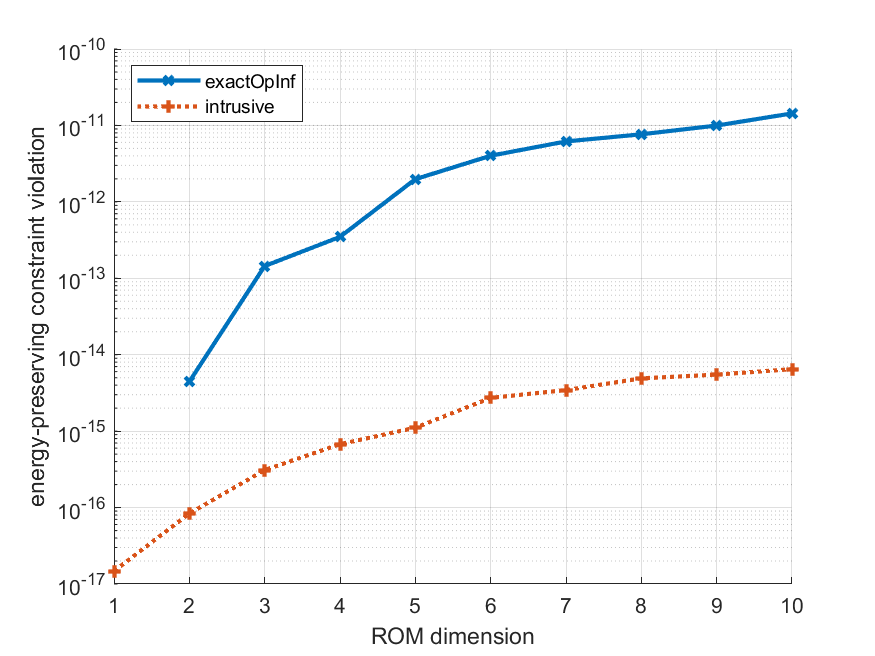 10^-10
10^-11
10^-12
10^-13
10^-14
10^-15
10^-16
10^-17
energy-preserving constraint violation
exactOpInf
intrusive
1 2 3 4 5 6 7 8 9 10
ROM dimension